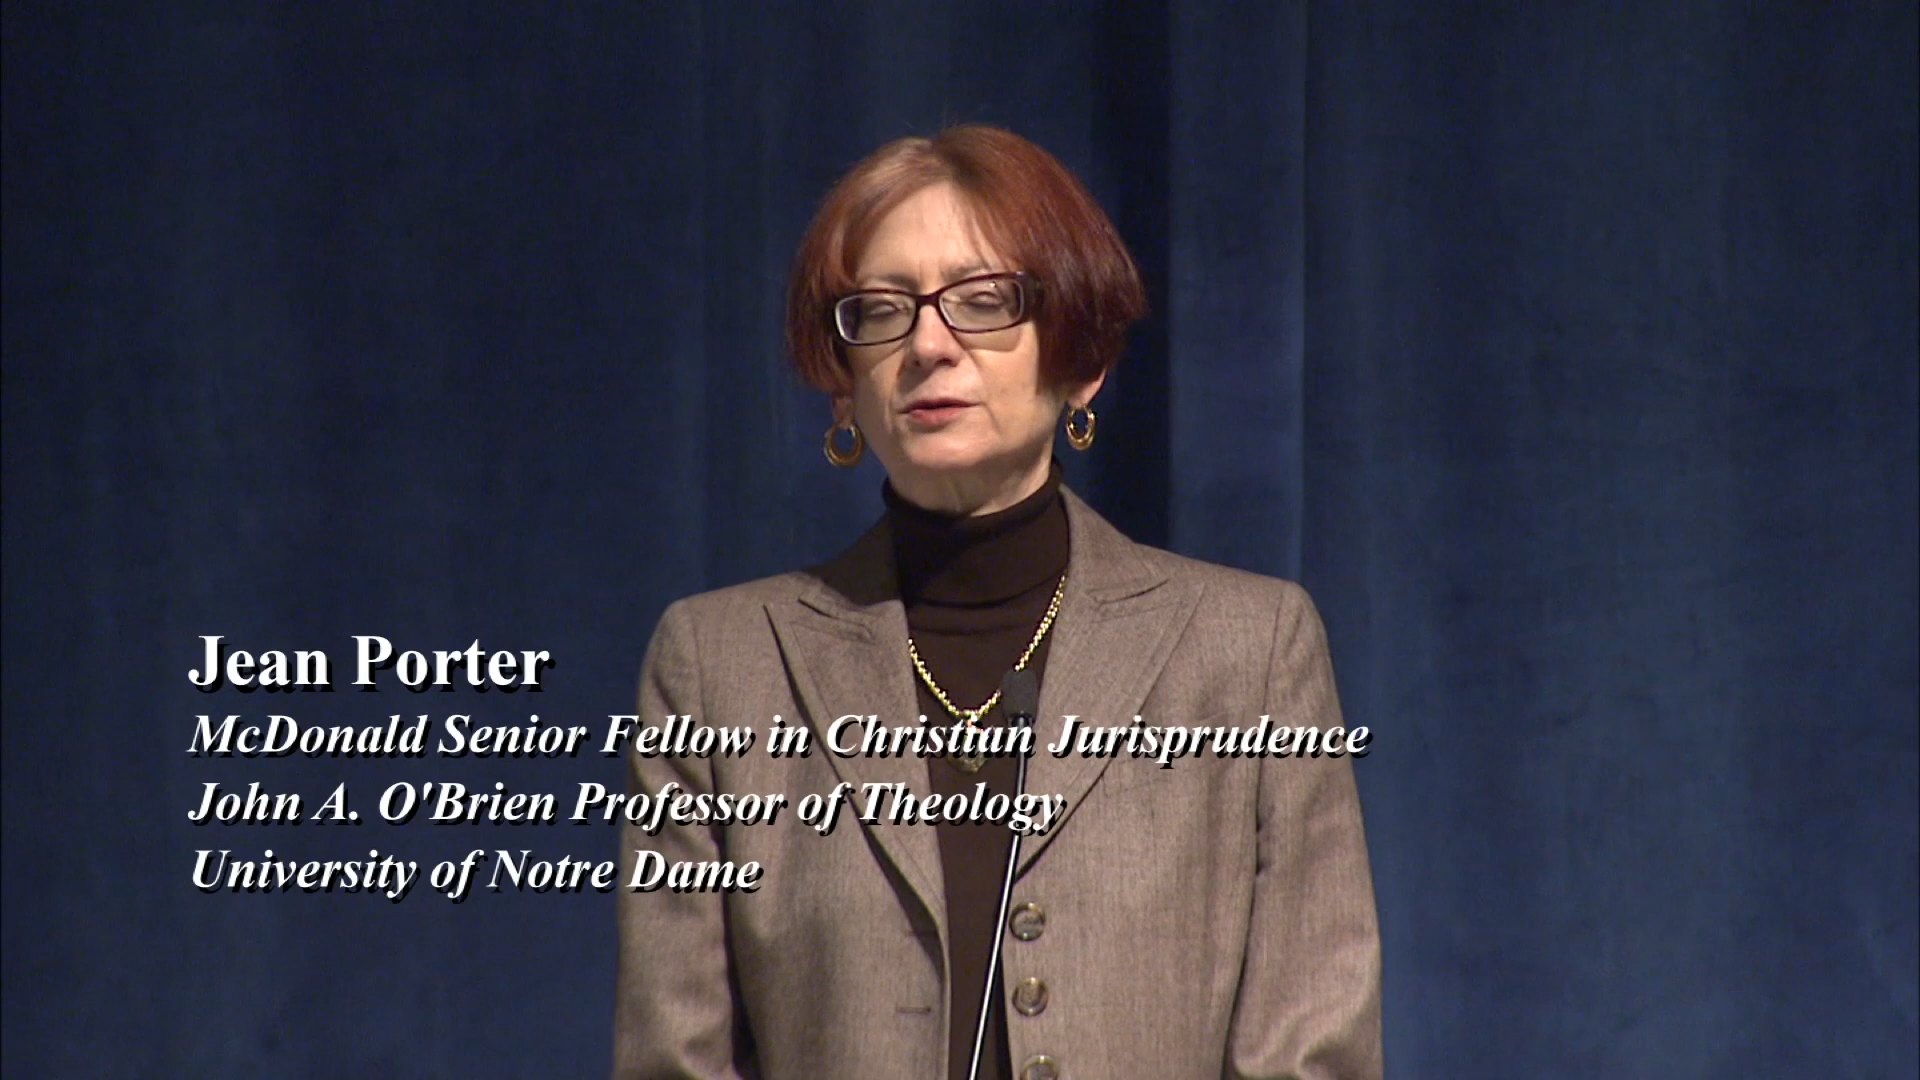 Jean Porter
McDonald Senior Fellow in Christian Jurisprudence
John A. O'Brien Professor of Theology
University of Notre Dame